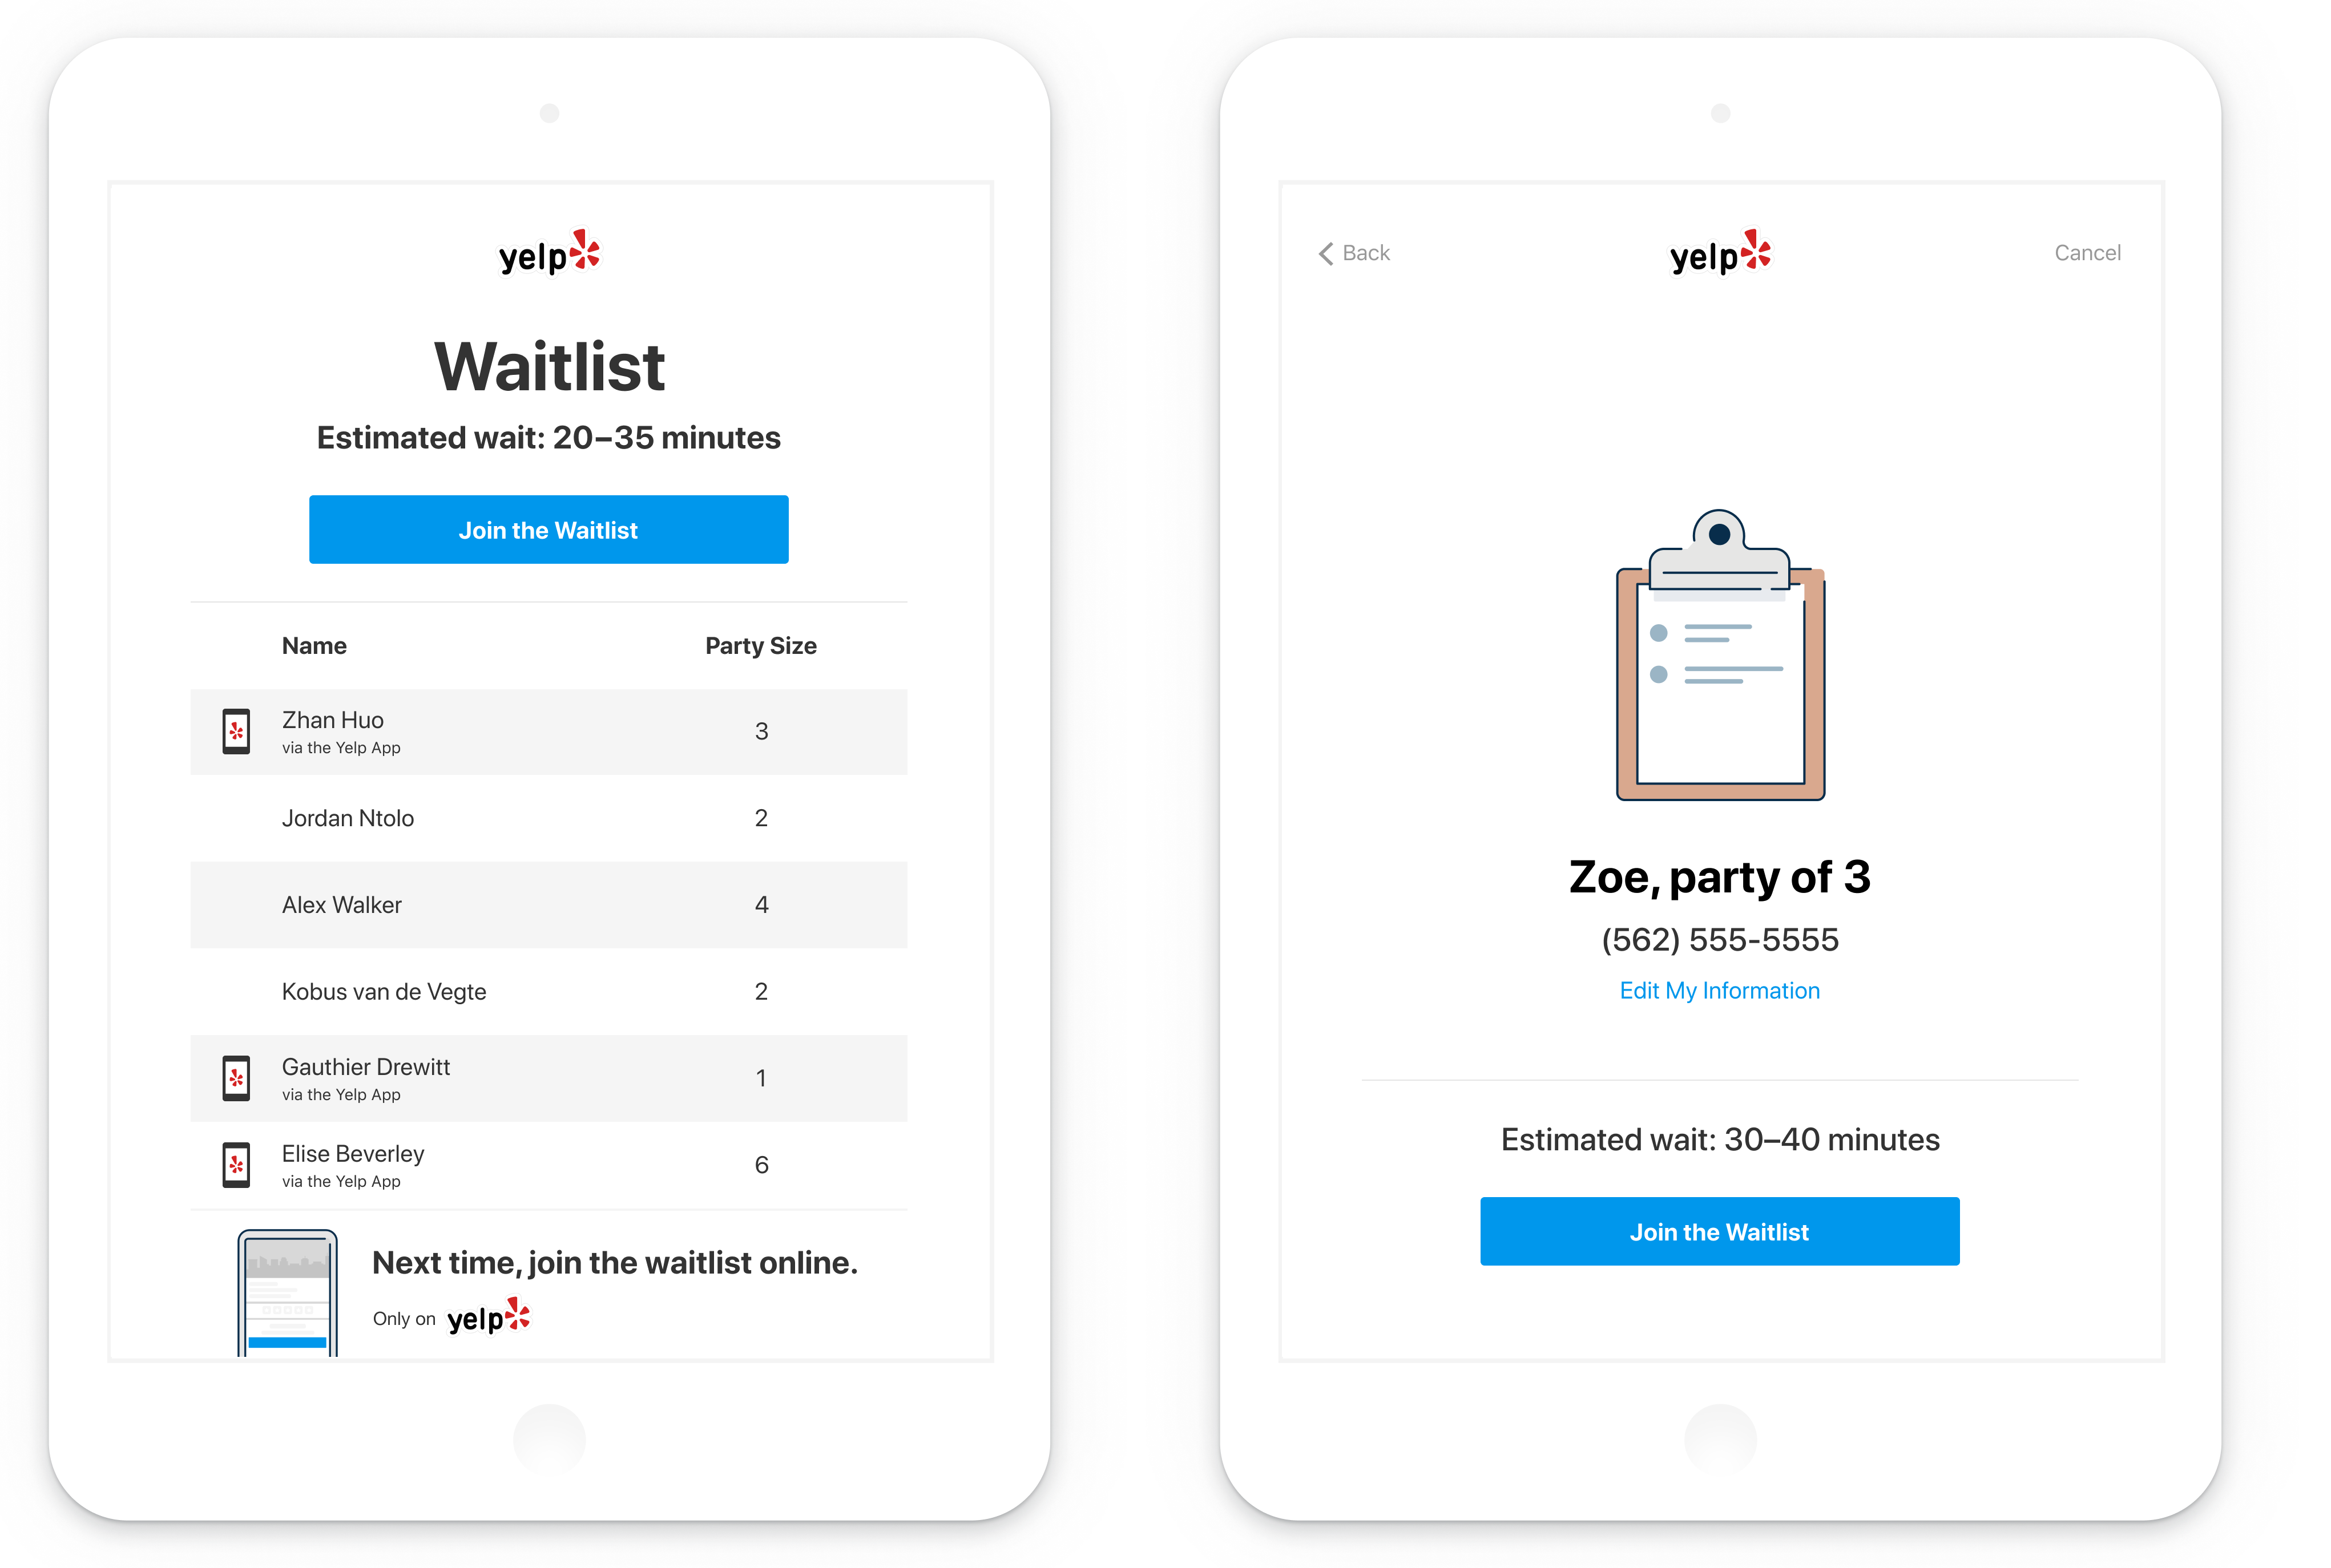 yelp
Waitlist
Estimated wait: 20–35 minutes
Join the Waitlist
Name Party Size
Zhan Huo 3
via the Yelp App
Jordan Ntolo 2
Alex Walker 4
Kobus van de Vegte 2
Gauthier Drewitt 1
via the Yelp App
Elise Beverley 6
via the Yelp App
Next time, join the waitlist online.
Only on yelp
Back yelp Cancel
Zoe, party of 3
(562) 555-5555
Edit My Information
Estimated wait: 30–40 minutes
Join the Waitlist